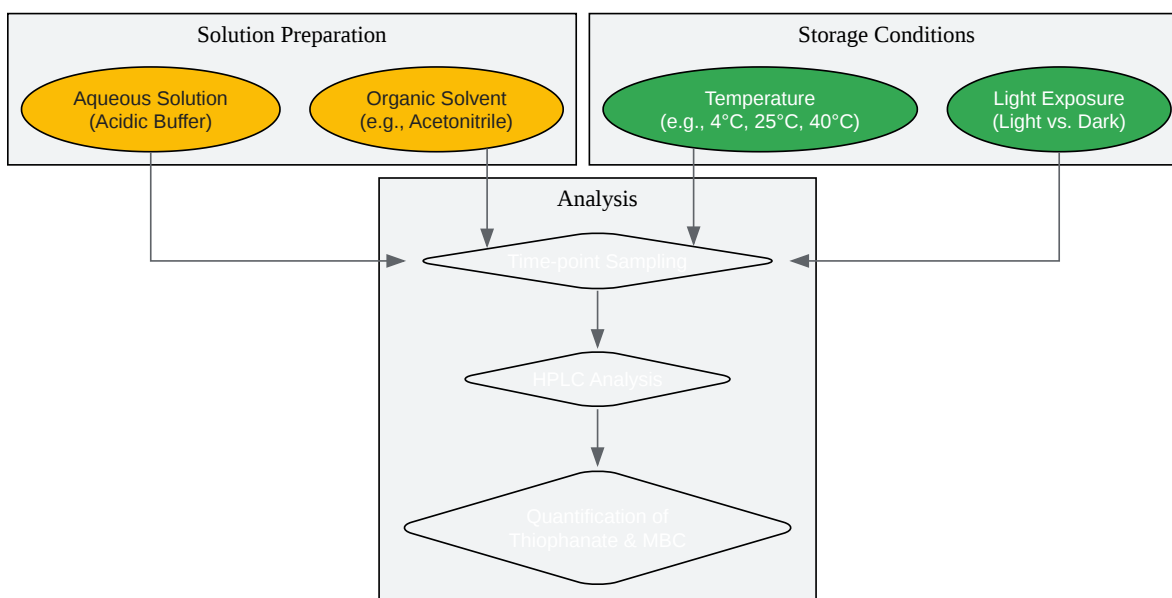 Solution Preparation
Storage Conditions
Aqueous Solution
(Acidic Buffer)
Organic Solvent
(e.g., Acetonitrile)
Temperature
(e.g., 4°C, 25°C, 40°C)
Light Exposure
(Light vs. Dark)
Analysis
Time-point Sampling
HPLC Analysis
Quantification of
Thiophanate & MBC